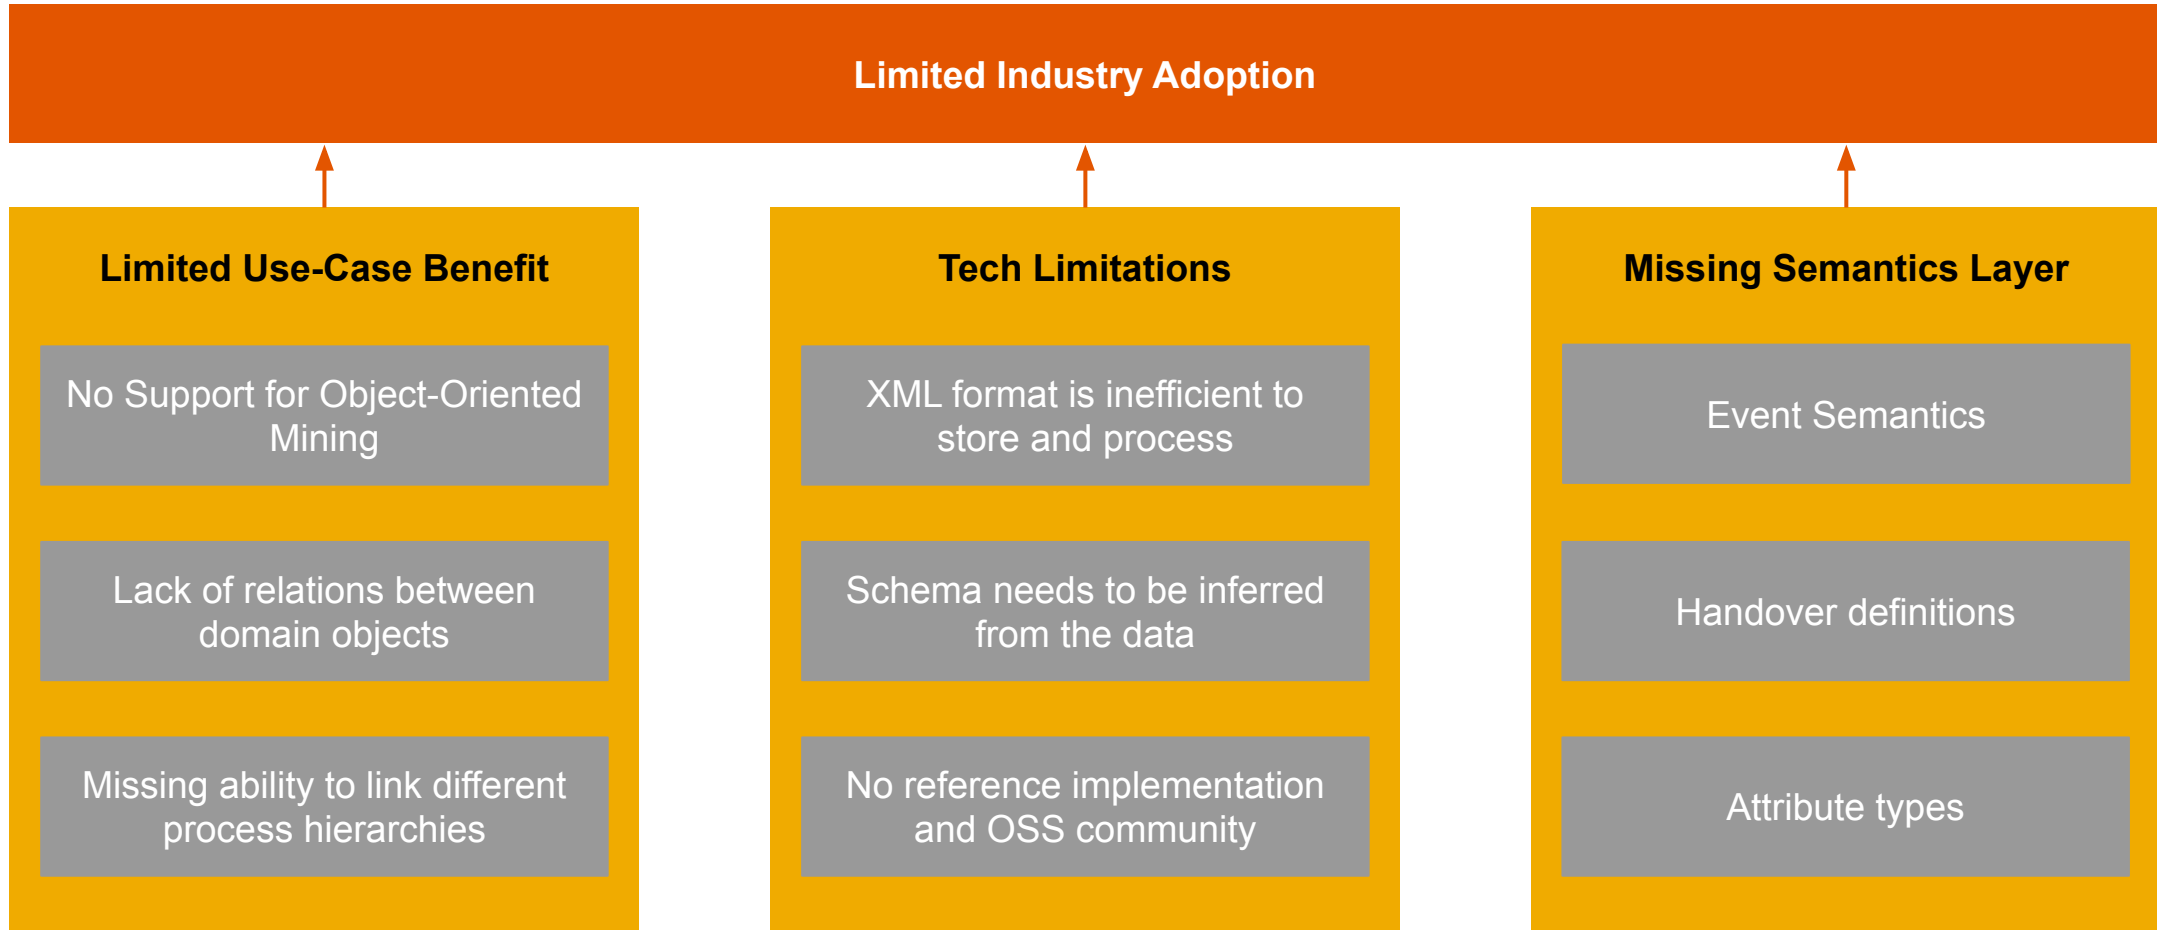 Limited Industry Adoption
Limited Use-Case Benefit
No Support for Object-Oriented
Mining
Lack of relations between
domain objects
Missing ability to link different
process hierarchies
Tech Limitations
XML format is inefficient to
store and process
Schema needs to be inferred
from the data
No reference implementation
and OSS community
Missing Semantics Layer
Event Semantics
Handover definitions
Attribute types